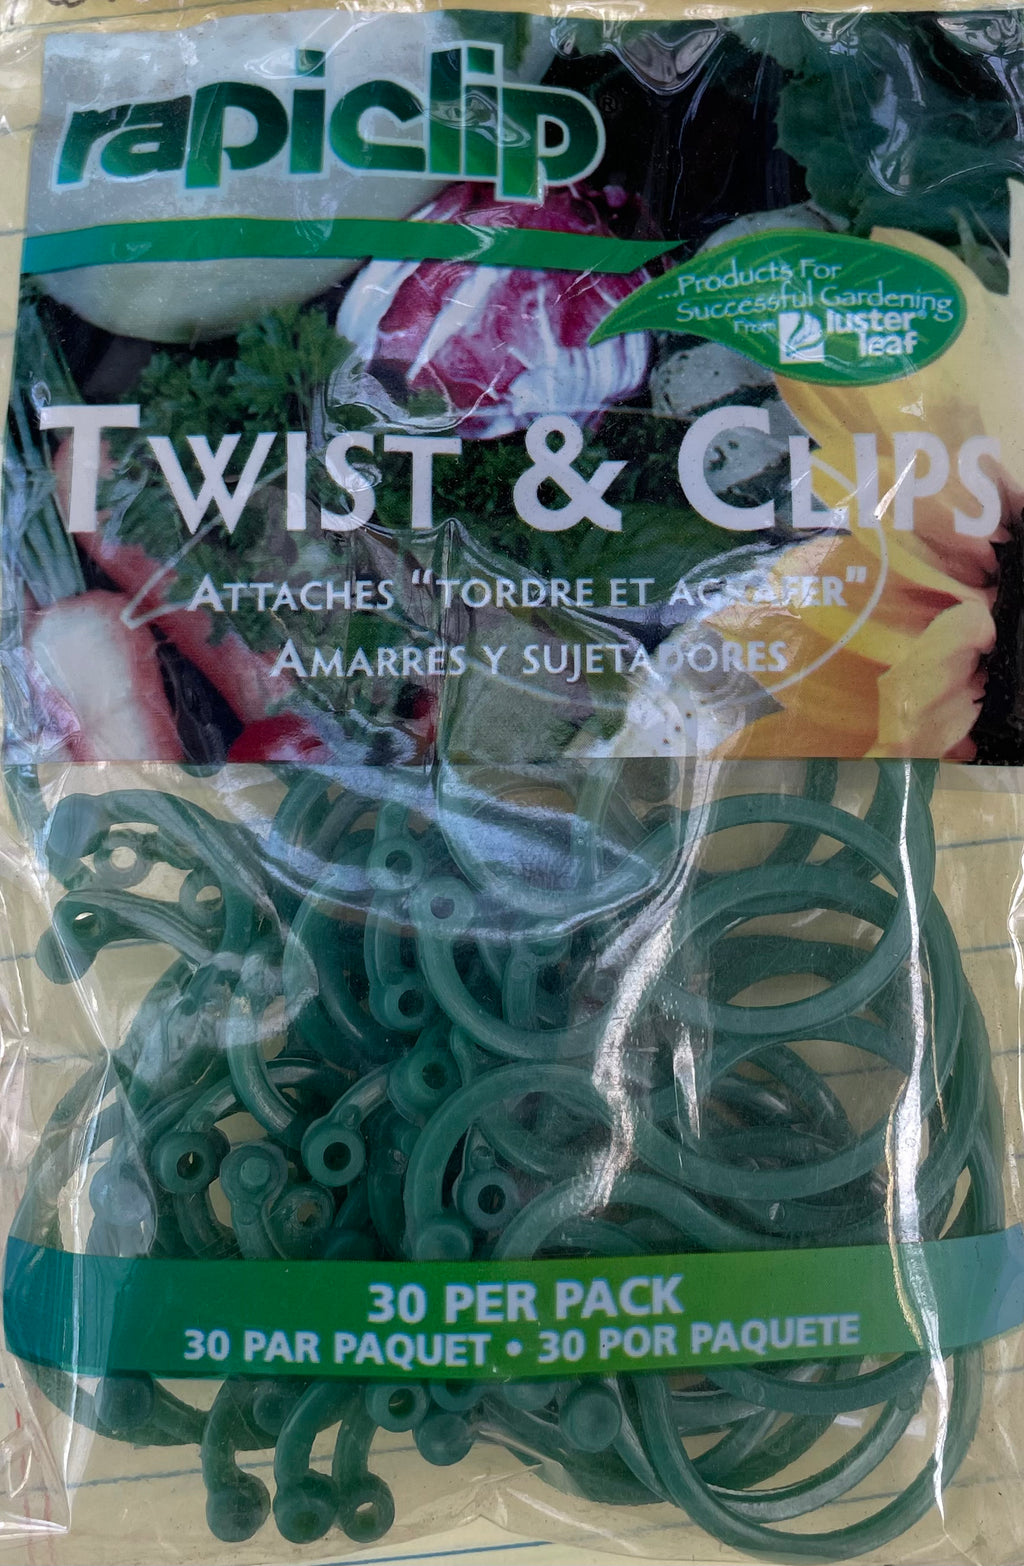 rapiclip®
...Products For
Successful Gardening
From luster® leaf
TWIST & CLIPS
ATTACHES “TORDRE ET AGRAFER”
AMARRES Y SUJETADORES
30 PER PACK
30 PAR PAQUET • 30 POR PAQUETE